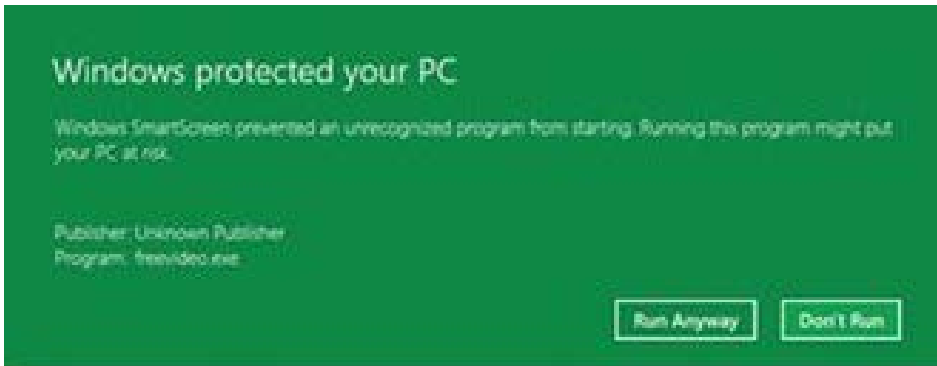 Windows protected your PC
Windows SmartScreen prevented an unrecognized program from starting. Running this program might put
your PC at risk.
Publisher: Unknown Publisher
Program: freevideo.exe
Run Anyway
Don't Run